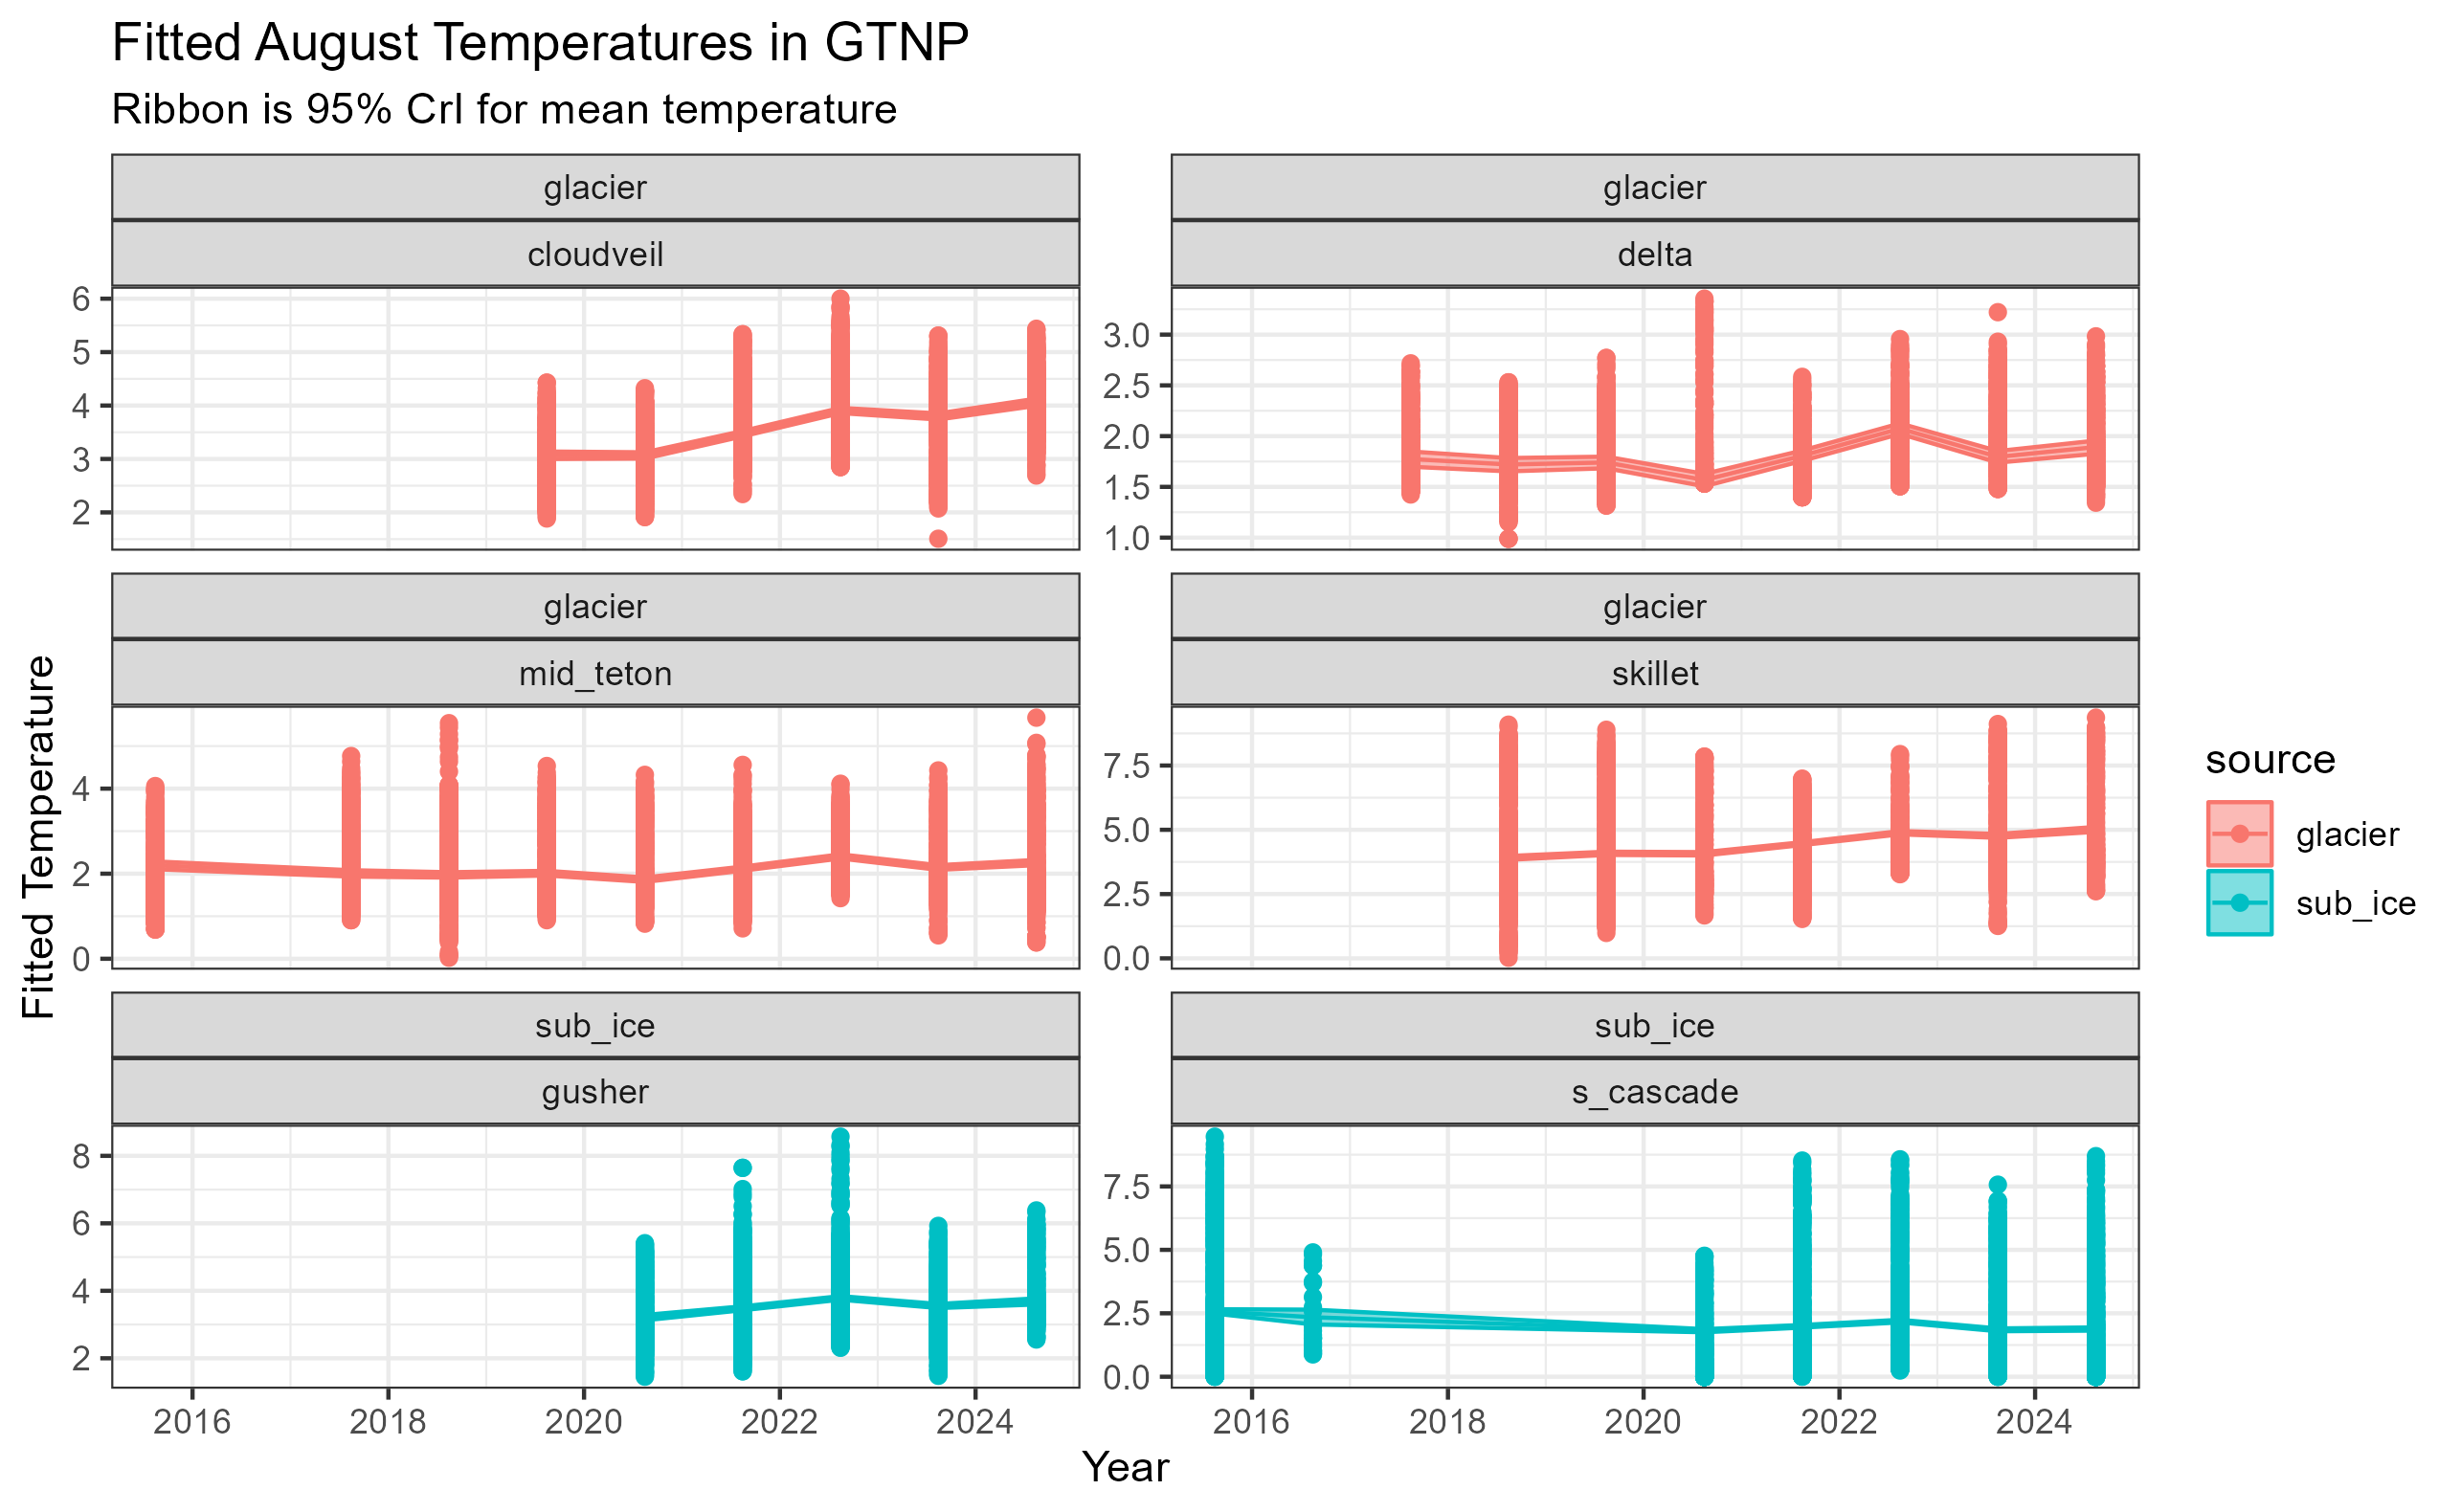 Fitted August Temperatures in GTNP
Ribbon is 95% CrI for mean temperature
glacier
cloudveil
6
5
4
3
2
glacier
delta
3.0
2.5
2.0
1.5
1.0
glacier
mid_teton
4
2
0
glacier
skillet
7.5
5.0
2.5
0.0
sub_ice
gusher
8
6
4
2
2016 2018 2020 2022 2024
sub_ice
s_cascade
7.5
5.0
2.5
0.0
2016 2018 2020 2022 2024
Fitted Temperature
Year
source
glacier
sub_ice